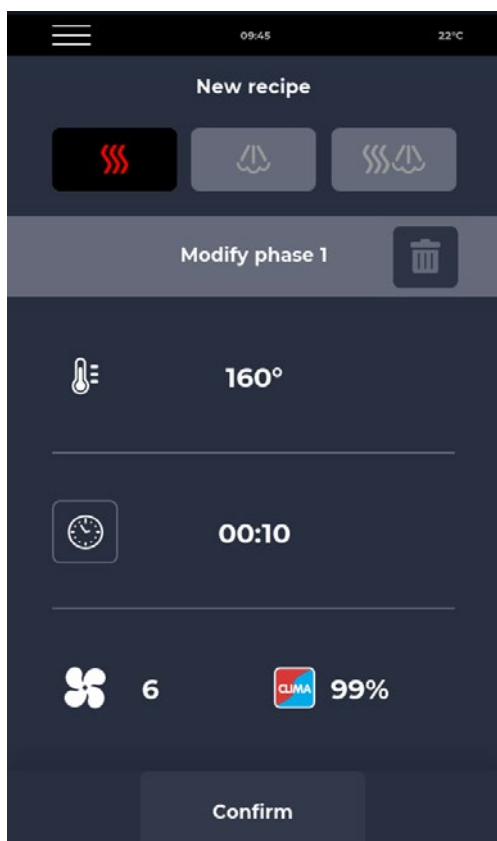 09:45 22°C
New recipe
Modify phase 1
160°
00:10
6 CLIMA 99%
Confirm